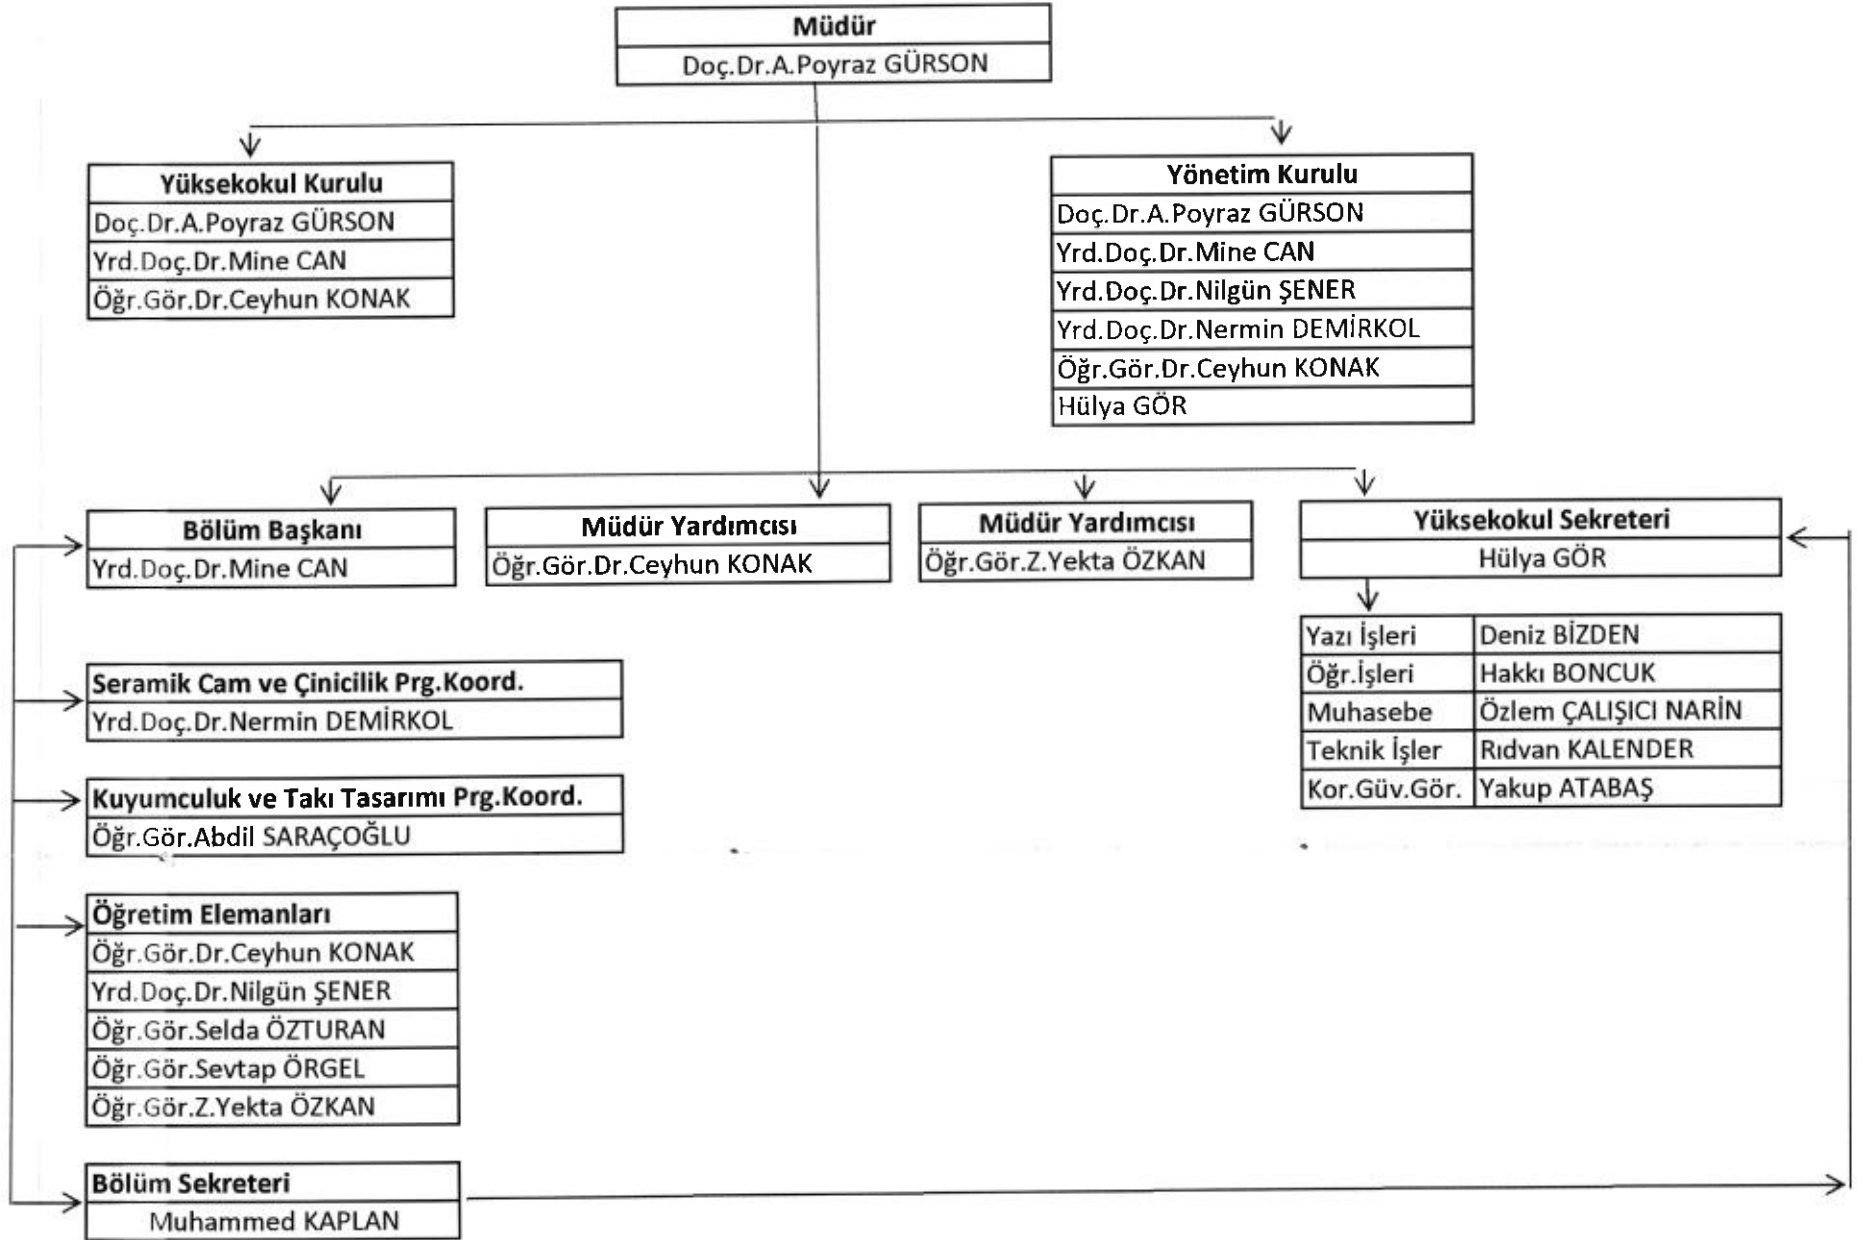 Müdür
Doç.Dr.A.Poyraz GÜRSON
Yüksekokul Kurulu
Doç.Dr.A.Poyraz GÜRSON
Yrd.Doç.Dr.Mine CAN
Öğr.Gör.Dr.Ceyhun KONAK
Yönetim Kurulu
Doç.Dr.A.Poyraz GÜRSON
Yrd.Doç.Dr.Mine CAN
Yrd.Doç.Dr.Nilgün ŞENER
Yrd.Doç.Dr.Nermin DEMİRKOL
Öğr.Gör.Dr.Ceyhun KONAK
Hülya GÖR
Bölüm Başkanı
Yrd.Doç.Dr.Mine CAN
Müdür Yardımcısı
Öğr.Gör.Dr.Ceyhun KONAK
Müdür Yardımcısı
Öğr.Gör.Z.Yekta ÖZKAN
Yüksekokul Sekreteri
Hülya GÖR
Yazı İşleri Deniz BİZDEN
Öğr.İşleri Hakkı BONCUK
Muhasebe Özlem ÇALIŞICI NARİN
Teknik İşler Rıdvan KALENDER
Kor.Güv.Gör. Yakup ATABAŞ
Seramik Cam ve Çinicilik Prg.Koord.
Yrd.Doç.Dr.Nermin DEMİRKOL
Kuyumculuk ve Takı Tasarımı Prg.Koord.
Öğr.Gör.Abdil SARAÇOĞLU
Öğretim Elemanları
Öğr.Gör.Dr.Ceyhun KONAK
Yrd.Doç.Dr.Nilgün ŞENER
Öğr.Gör.Selda ÖZTURAN
Öğr.Gör.Sevtap ÖRGEL
Öğr.Gör.Z.Yekta ÖZKAN
Bölüm Sekreteri
Muhammed KAPLAN